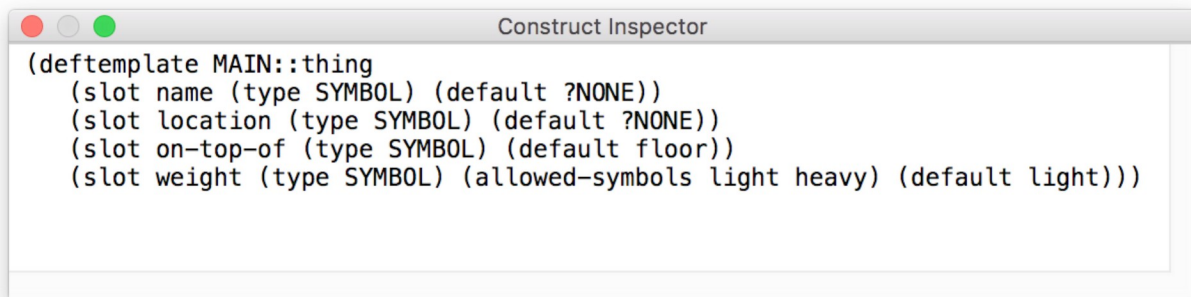 Construct Inspector
(deftemplate MAIN::thing
   (slot name (type SYMBOL) (default ?NONE))
   (slot location (type SYMBOL) (default ?NONE))
   (slot on-top-of (type SYMBOL) (default floor))
   (slot weight (type SYMBOL) (allowed-symbols light heavy) (default light)))